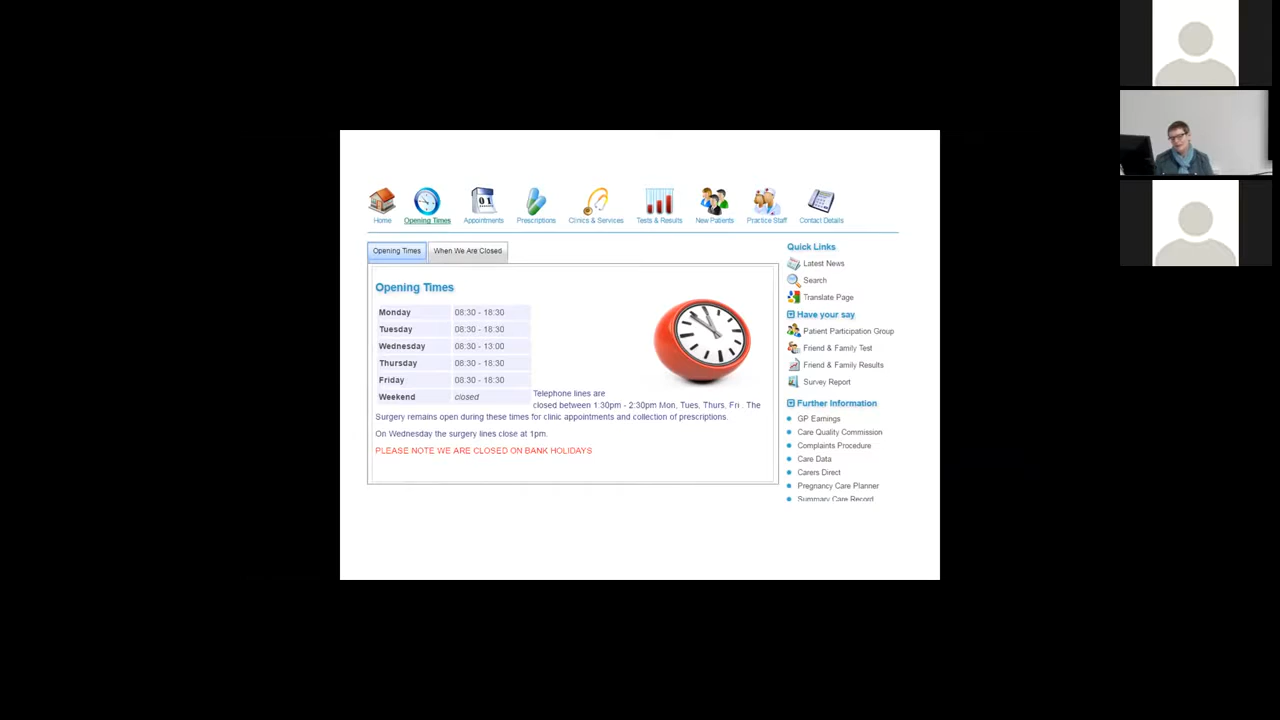 Home Opening Times Appointments Prescriptions Clinics & Services Tests & Results New Patients Practice Staff Contact Details
Opening Times When We Are Closed
Opening Times
Monday 08:30 - 18:30
Tuesday 08:30 - 18:30
Wednesday 08:30 - 13:00
Thursday 08:30 - 18:30
Friday 08:30 - 18:30
Weekend closed
Telephone lines are
closed between 1:30pm - 2:30pm Mon, Tues, Thurs, Fri . The
Surgery remains open during these times for clinic appointments and collection of prescriptions.
On Wednesday the surgery lines close at 1pm.
PLEASE NOTE WE ARE CLOSED ON BANK HOLIDAYS
Quick Links
Latest News
Search
Translate Page
Have your say
Patient Participation Group
Friend & Family Test
Friend & Family Results
Survey Report
Further Information
GP Earnings
Care Quality Commission
Complaints Procedure
Care Data
Carers Direct
Pregnancy Care Planner
Summary Care Record
01